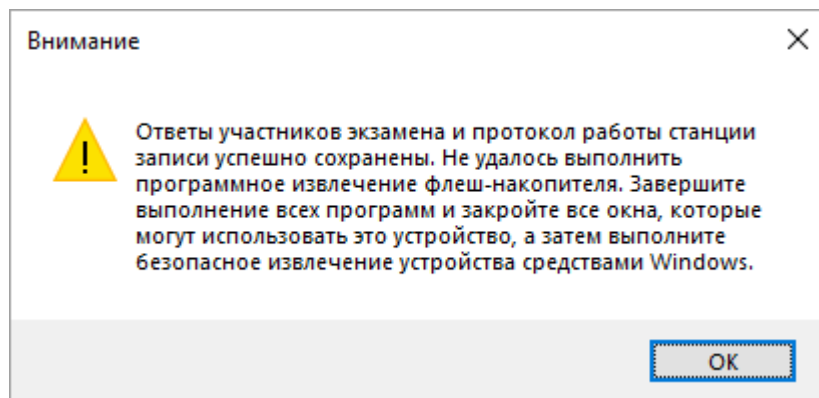 Внимание
Ответы участников экзамена и протокол работы станции
записи успешно сохранены. Не удалось выполнить
программное извлечение флеш-накопителя. Завершите
выполнение всех программ и закройте все окна, которые
могут использовать это устройство, а затем выполните
безопасное извлечение устройства средствами Windows.
ОК